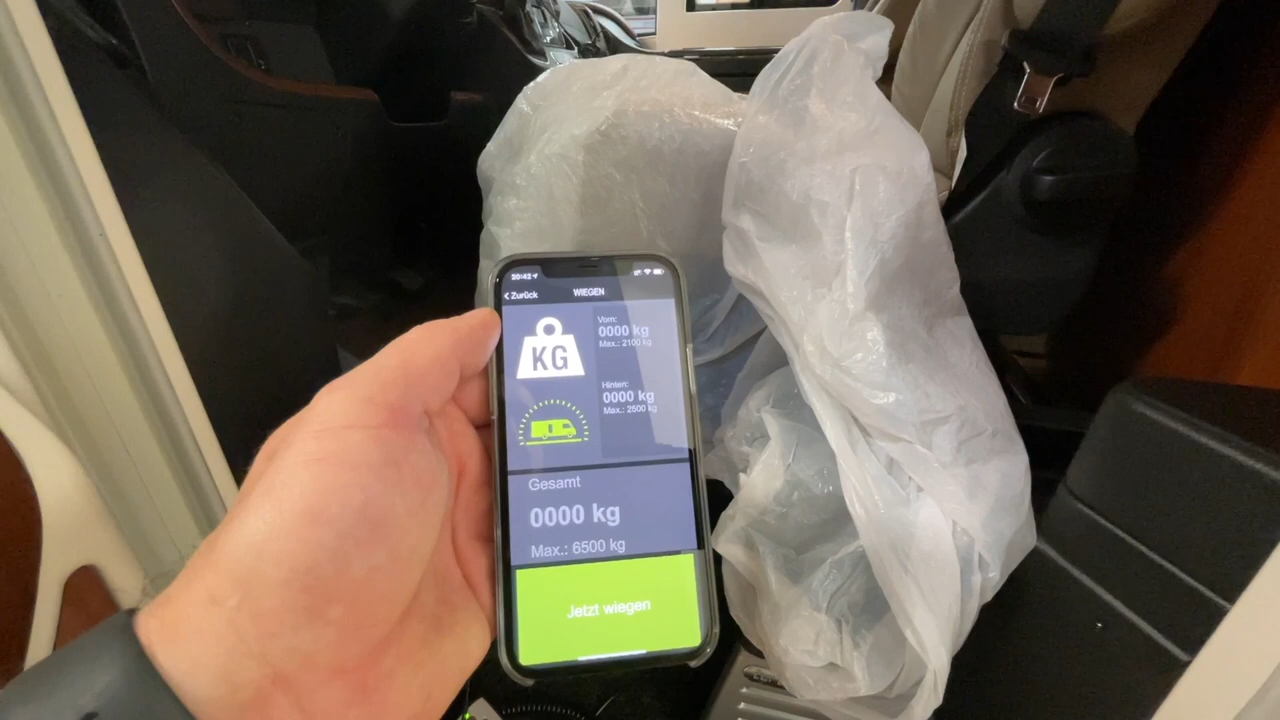 20:42
Zurück
WIEGEN
KG
Vorn:
0000 kg
Max.: 2100 kg
Hinten:
0000 kg
Max.: 2500 kg
Gesamt
0000 kg
Max.: 6500 kg
Jetzt wiegen